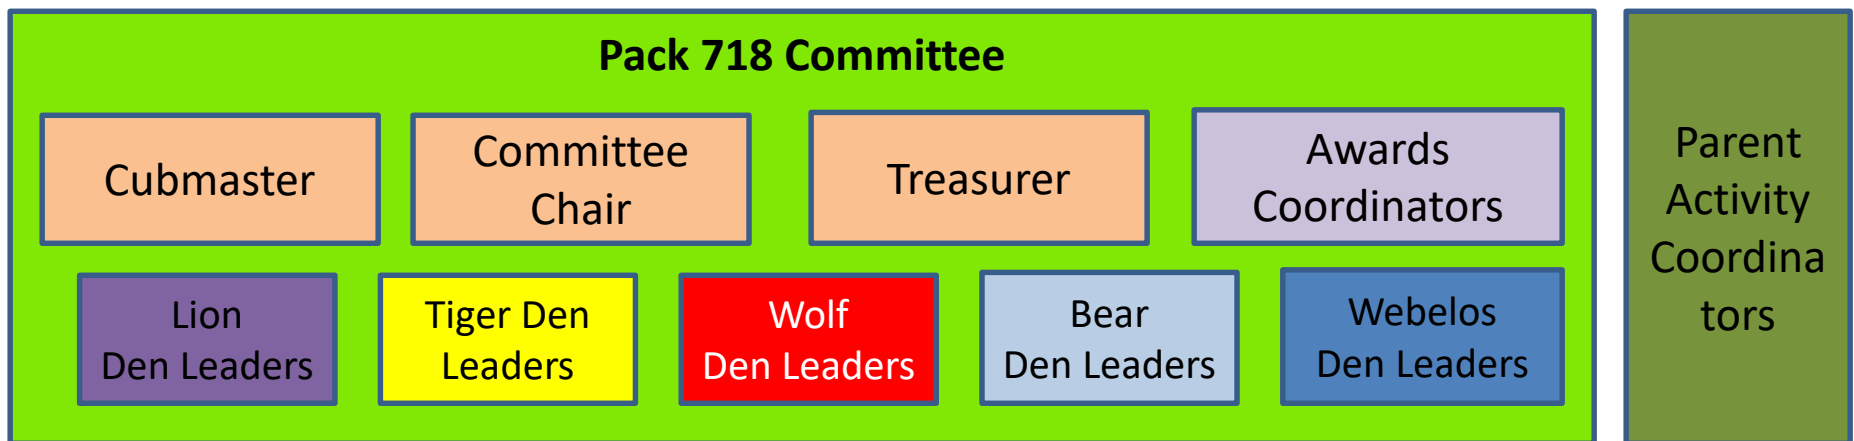 Pack 718 Committee
Cubmaster
Committee
Chair
Treasurer
Awards
Coordinators
Lion
Den Leaders
Tiger Den
Leaders
Wolf
Den Leaders
Bear
Den Leaders
Webelos
Den Leaders
Parent
Activity
Coordina
tors